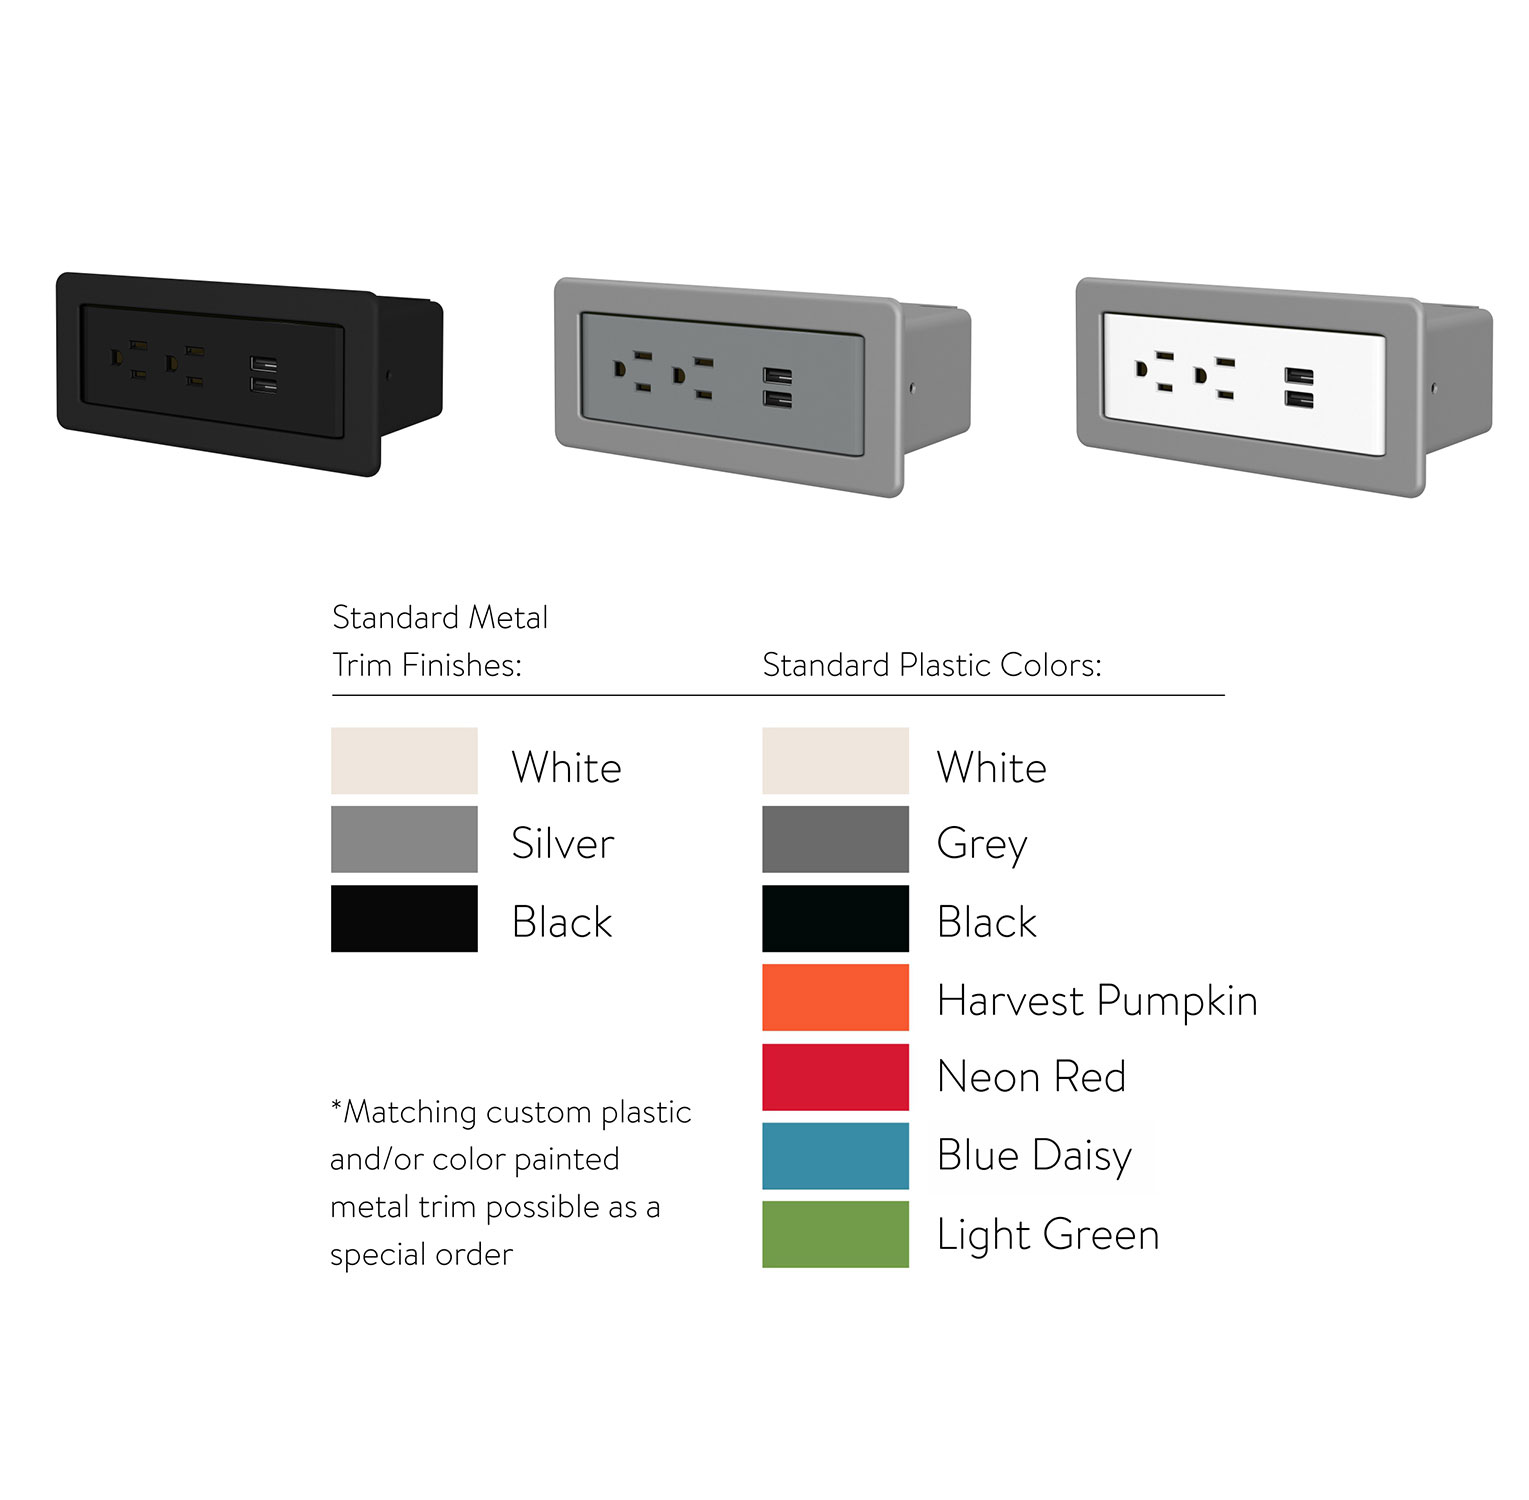 Standard Metal
Trim Finishes:
White
Silver
Black
*Matching custom plastic
and/or color painted
metal trim possible as a
special order
Standard Plastic Colors:
White
Grey
Black
Harvest Pumpkin
Neon Red
Blue Daisy
Light Green